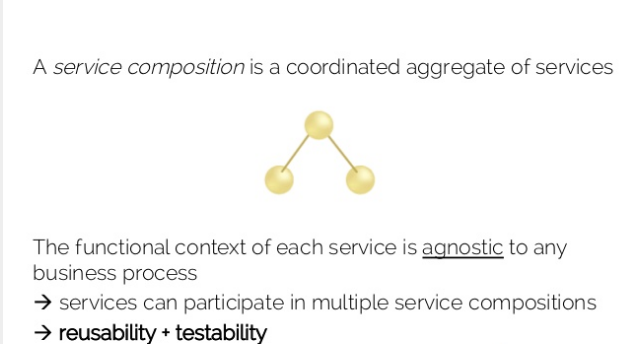 A service composition is a coordinated aggregate of services
The functional context of each service is agnostic to any
business process
→ services can participate in multiple service compositions
→ reusability + testability